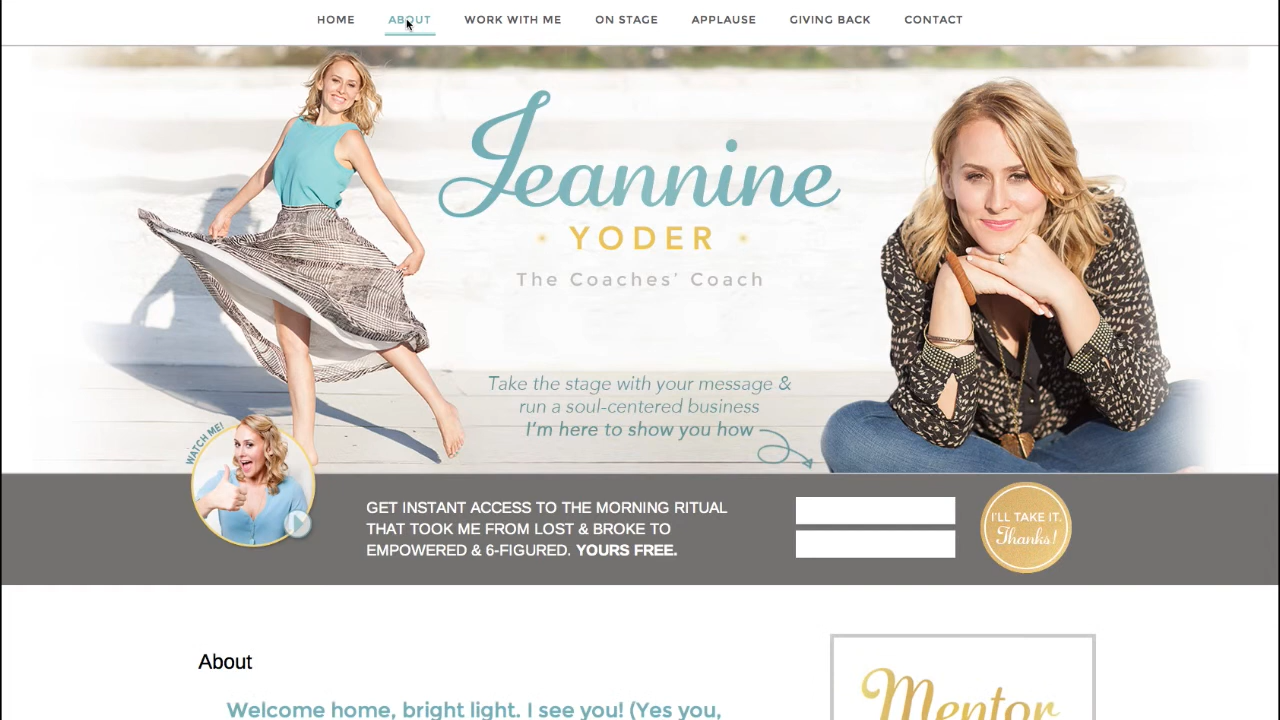 HOME ABOUT WORK WITH ME ON STAGE APPLAUSE GIVING BACK CONTACT
Jeannine
YODER
The Coaches' Coach
Take the stage with your message &
run a soul-centered business
I'm here to show you how
WATCH ME!
GET INSTANT ACCESS TO THE MORNING RITUAL
THAT TOOK ME FROM LOST & BROKE TO
EMPOWERED & 6-FIGURED. YOURS FREE.
I'LL TAKE IT.
Thanks!
About
Welcome home, bright light. I see you! (Yes you,
Mentor